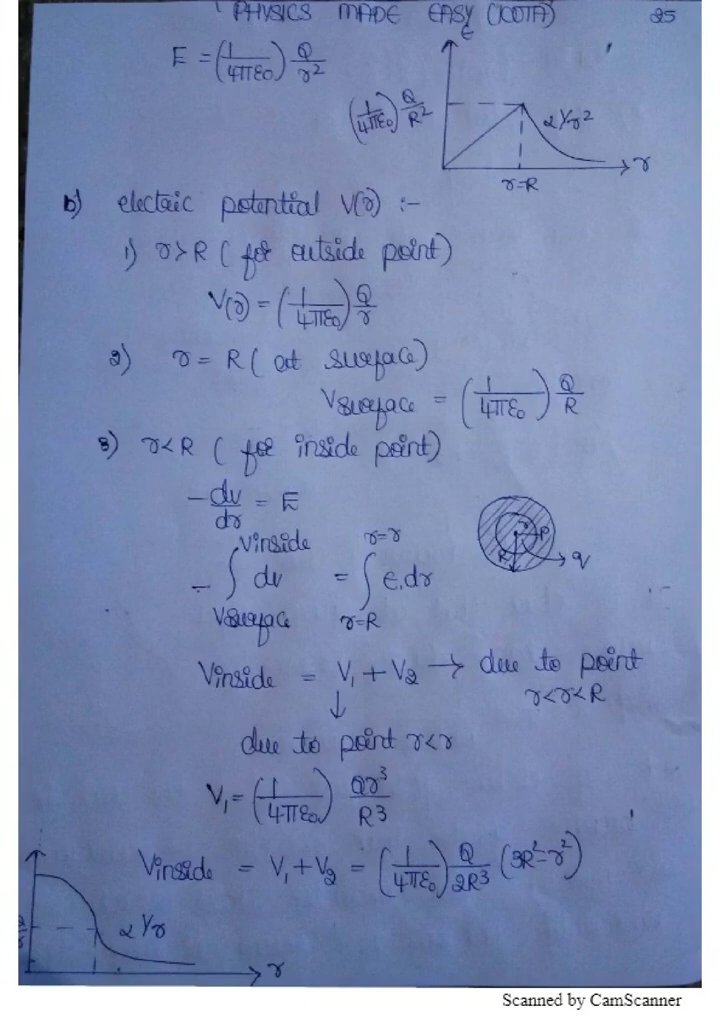 PHYSICS MADE EASY (KOTA) 25
E = (1/4πε0) Q/r2
E
(1/4πε0) Q/R2
α 1/r2
r
r=R
b) electric potential V(r) :-
1) r>R ( for outside point)
V(r) = (1/4πε0) Q/r
2) r = R ( at surface)
Vsurface = (1/4πε0) Q/R
3) r<R ( for inside point)
-dv/dr = E
-∫ Vsurface Vinside dv = ∫ r=R r=r E.dr
r P
R q
Vinside = V1 + V2 → due to point
r<r<R
↓
due to point r<r
V1 = (1/4πε0) Qr3/R3
Vinside = V1 + V2 = (1/4πε0) Q/2R3 (3R2-r2)
α 1/r
r
Scanned by CamScanner